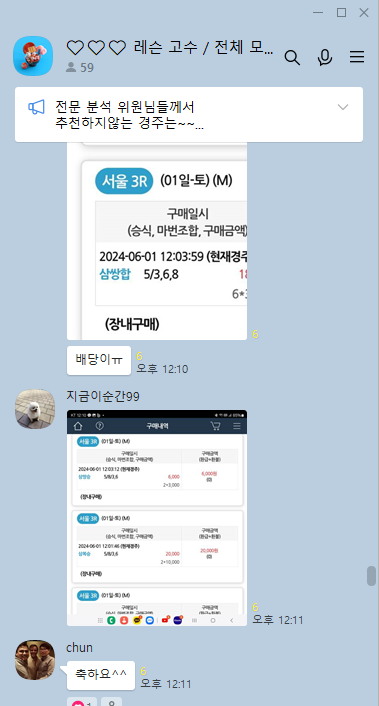 ♡♡♡ 레슨 고수 / 전체 모...
59
전문 분석 위원님들께서
추천하지않는 경주는~~...
서울 3R (01일-토) (M)
구매일시
(승식, 마번조합, 구매금액)
2024-06-01 12:03:59 (현재경주
삼쌍합 5/3,6,8 18
6*3
(장내구매)
6
배당이ㅠ
6
오후 12:10
지금이순간99
구매내역
서울 3R (01일-토) (M)
구매일시
(승식, 마번조합, 구매금액)
구매금액
(환급+환불)
2024-06-01 12:03:12 (현재경주)
5/8/3,6 6,000 6,000원
2×3,000 (0)
(장내구매)
서울 3R (01일-토) (M)
구매일시
(승식, 마번조합, 구매금액)
구매금액
(환급+환불)
2024-06-01 12:01:46 (현재경주)
5/8/3,6 20,000 20,000원
2×10,000 (0)
(장내구매)
서울 3R (01일-토) (M)
구매일시
구매금액
6
오후 12:11
chun
축하요^^
6
오후 12:11
1